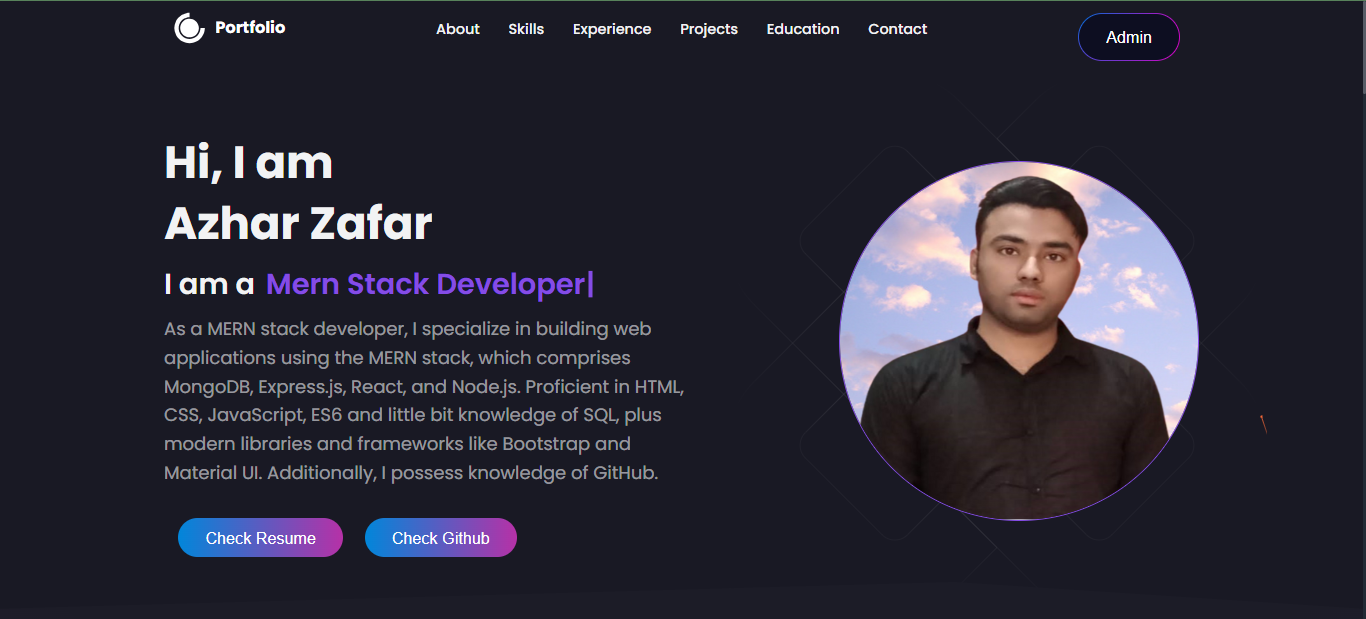 Portfolio
About Skills Experience Projects Education Contact
Admin
Hi, I am
Azhar Zafar
I am a Mern Stack Developer|
As a MERN stack developer, I specialize in building web
applications using the MERN stack, which comprises
MongoDB, Express.js, React, and Node.js. Proficient in HTML,
CSS, JavaScript, ES6 and little bit knowledge of SQL, plus
modern libraries and frameworks like Bootstrap and
Material UI. Additionally, I possess knowledge of GitHub.
Check Resume Check Github